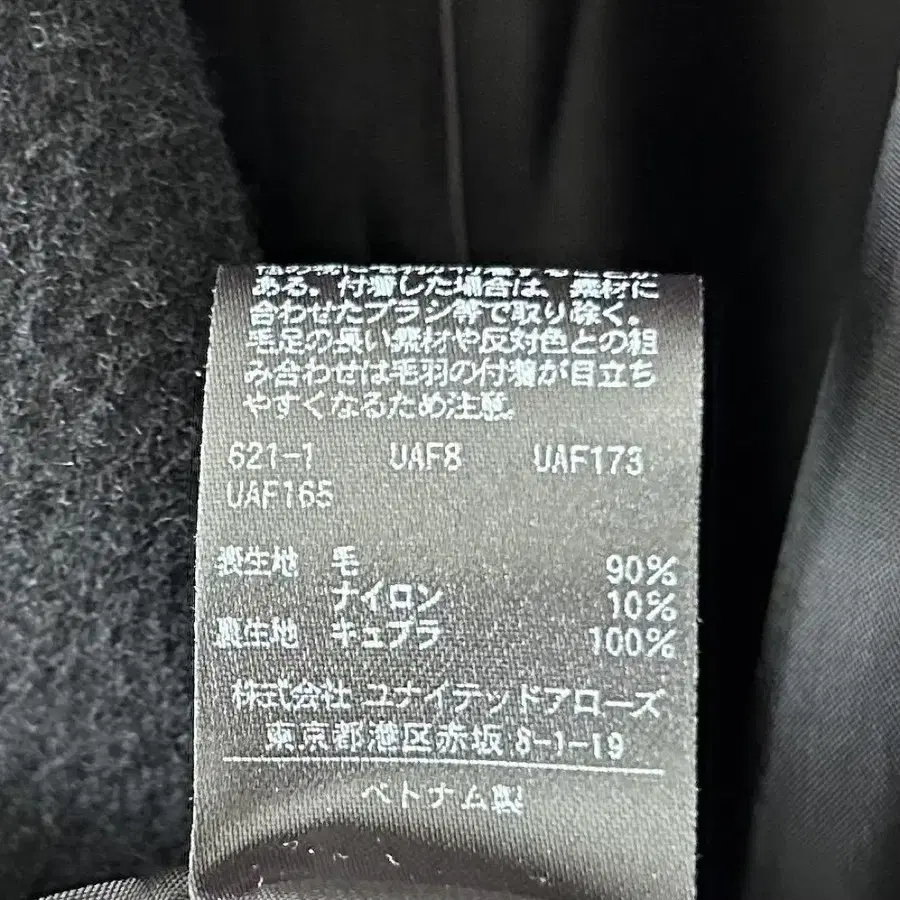 ある。付着した場合は、素材に
合わせたブラシ等で取り除く。
毛足の長い素材や反対色との組
み合わせは毛羽の付着が目立ち
やすくなるため注意。
621-1 UAF8 UAF173
UAF165
表生地 毛 90%
ナイロン 10%
裏生地 キュプラ 100%
株式会社 ユナイテッドアローズ
東京都港区赤坂 8-1-19
ベトナム製